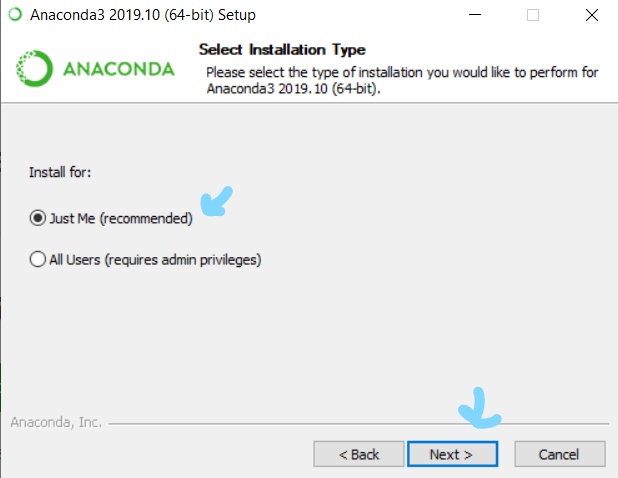 Anaconda3 2019.10 (64-bit) Setup
ANACONDA
Select Installation Type
Please select the type of installation you would like to perform for
Anaconda3 2019.10 (64-bit).
Install for:
Just Me (recommended)
All Users (requires admin privileges)
Anaconda, Inc.
< Back
Next >
Cancel